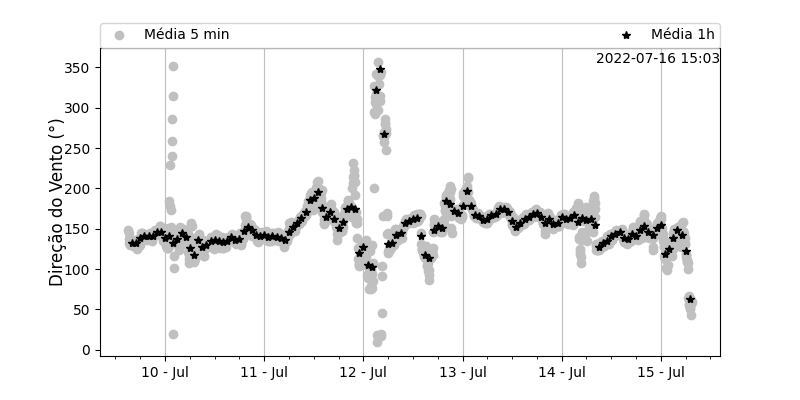 Média 5 min
Média 1h
2022-07-16 15:03
Direção do Vento (°)
350
300
250
200
150
100
50
0
10 - Jul
11 - Jul
12 - Jul
13 - Jul
14 - Jul
15 - Jul